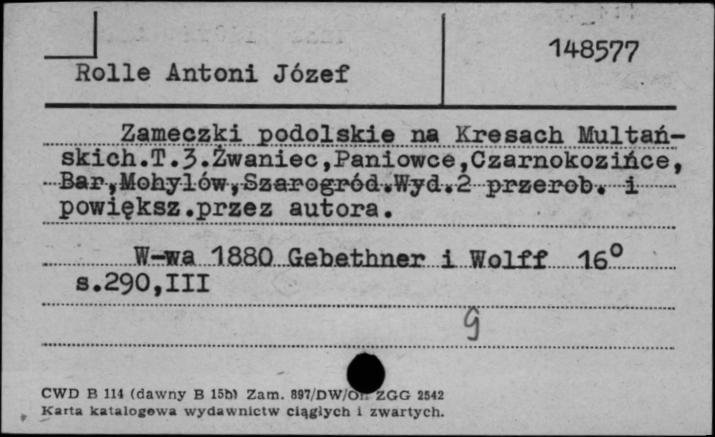 148577
Rolle Antoni Józef
Zameczki podolskie na Kresach Multań-
skich.T.3.Żwaniec,Paniowce,Czarnokozińce,
Bar,Mohylów,Szarogród.Wyd.2 przerob. i
powiększ.przez autora.
W-wa 1880 Gebethner i Wolff 16°
s.290,III
g
CWD B 114 (dawny B 15b) Zam. 897/DW/ ZGG 2542
Karta katalogowa wydawnictw ciągłych i zwartych.